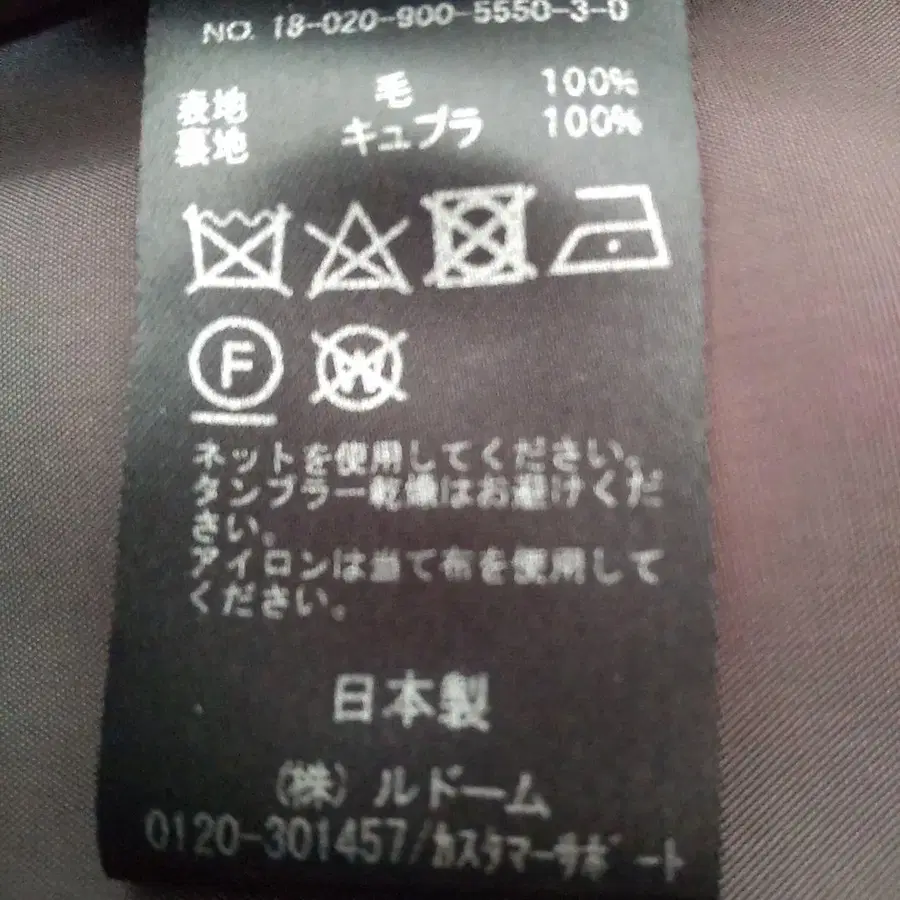 NO. 18-020-900-5550-3-0
表地 毛 100%
裏地 キュプラ 100%
F
W
ネットを使用してください。
タンブラー乾燥はお避けくだ
さい。
アイロンは当て布を使用して
ください。
日本製
(株) ルドーム
0120-301457/カスタマーサポート